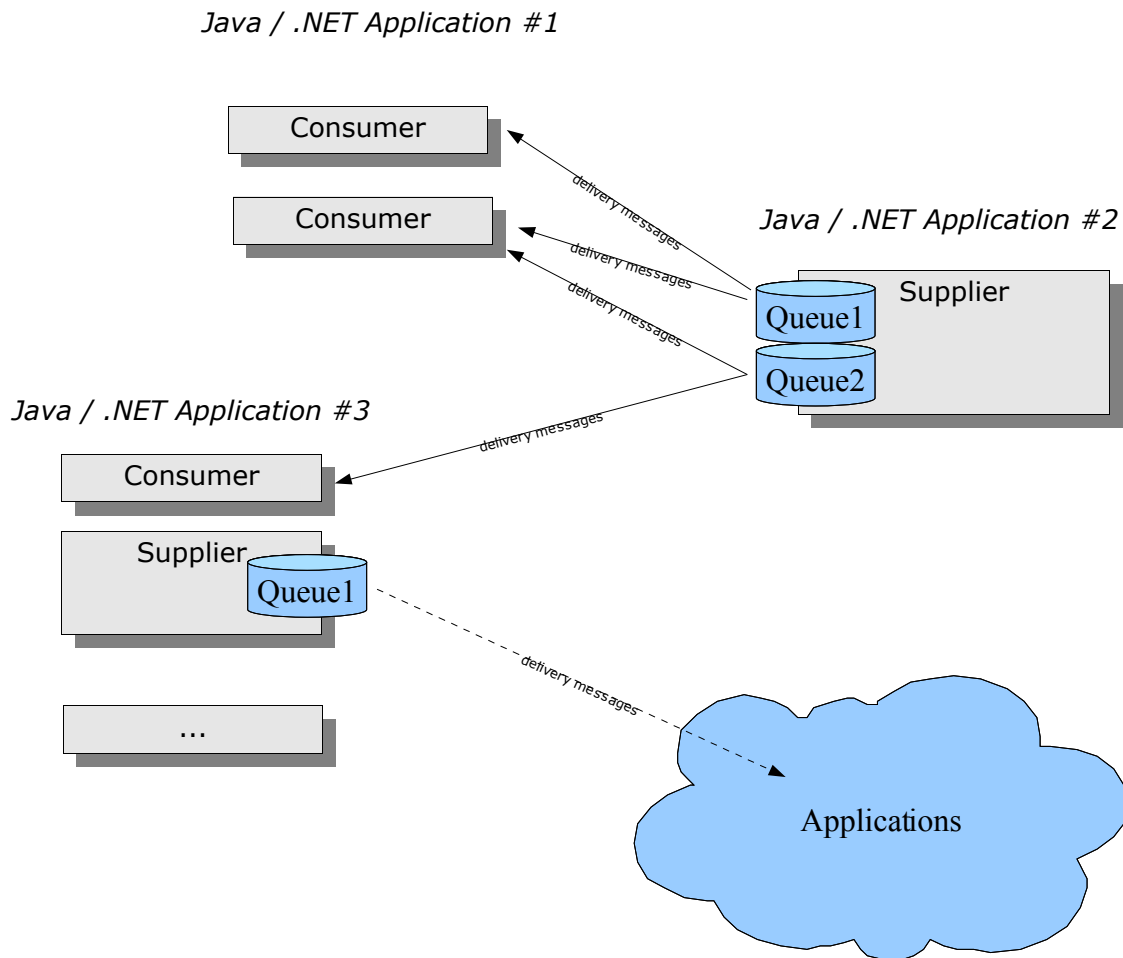 Java / .NET Application #1
Consumer
delivery messages
Consumer
Java / .NET Application #2
delivery messages
Supplier
Queue1
delivery messages
Queue2
Java / .NET Application #3
delivery messages
Consumer
Supplier
Queue1
delivery messages
...
Applications